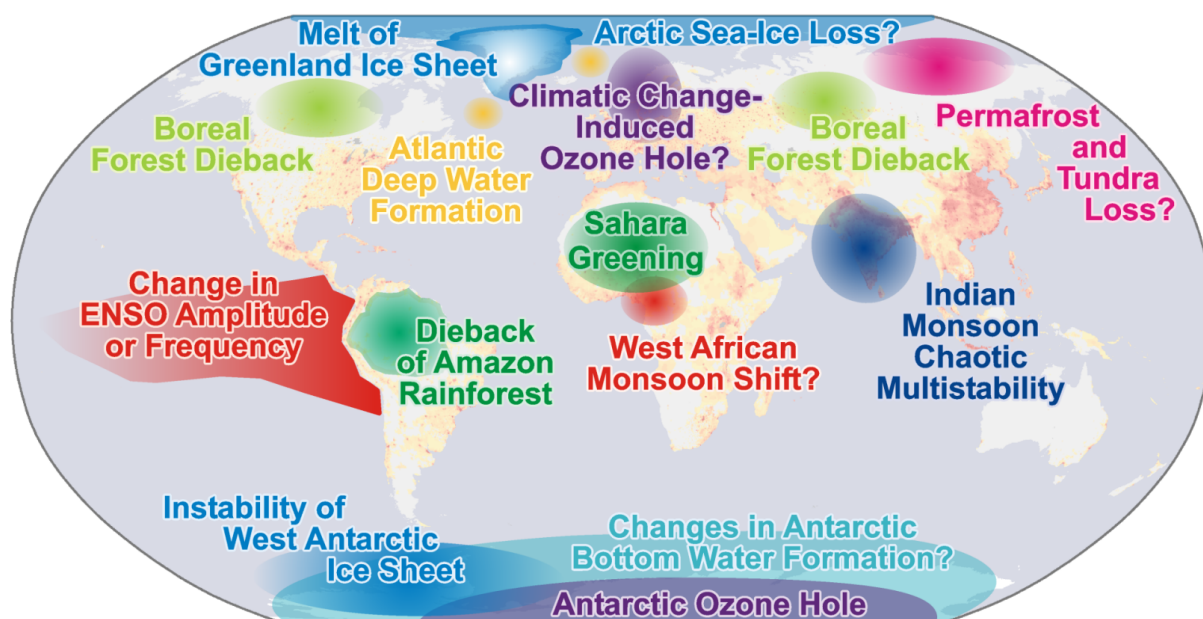 Melt of
Greenland Ice Sheet
Arctic Sea-Ice Loss?
Climatic Change-
Induced
Ozone Hole?
Boreal
Forest Dieback
Atlantic
Deep Water
Formation
Boreal
Forest Dieback
Permafrost
and
Tundra
Loss?
Sahara
Greening
Change in
ENSO Amplitude
or Frequency
Dieback
of Amazon
Rainforest
West African
Monsoon Shift?
Indian
Monsoon
Chaotic
Multistability
Instability of
West Antarctic
Ice Sheet
Changes in Antarctic
Bottom Water Formation?
Antarctic Ozone Hole